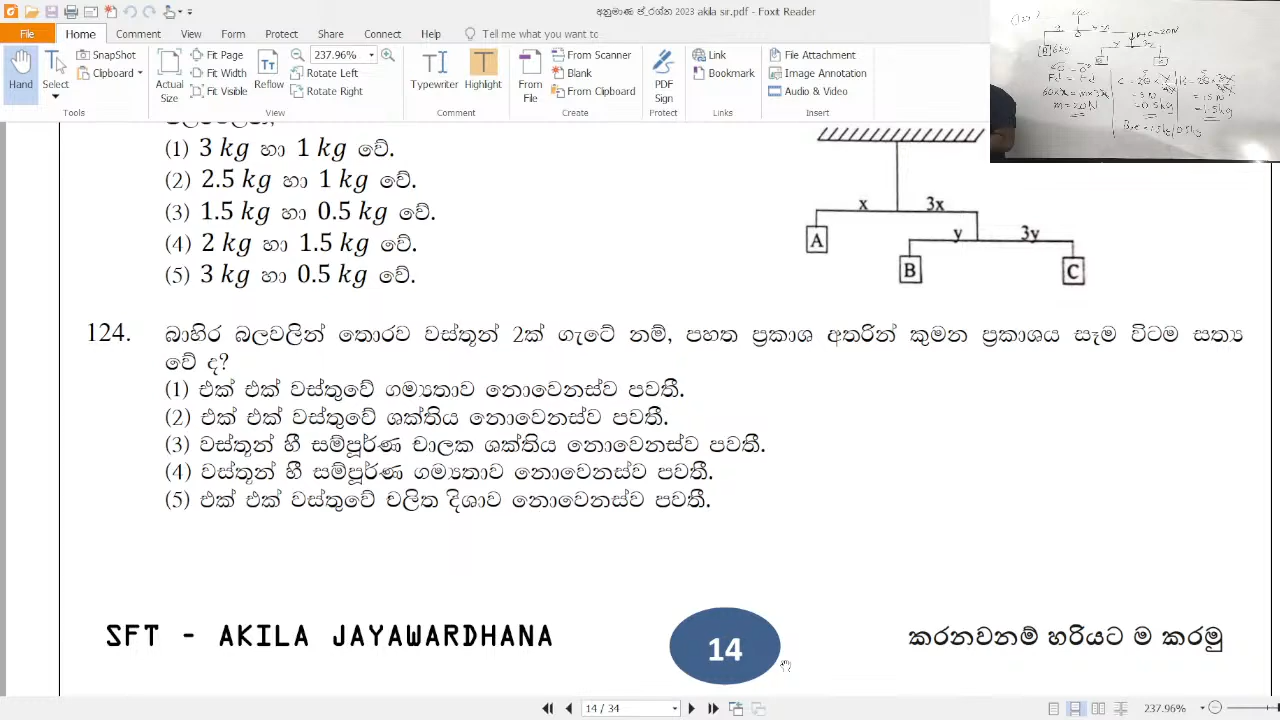 අනුමාණ ප්‍රශ්න 2023 akila sr.pdf - Foxit Reader
File Home Comment View Form Protect Share Connect Help Tell me what you want to
Hand Select SnapShot Clipboard Actual Size Fit Page Fit Width Fit Visible Reflow 237.96% Rotate Left Rotate Right Typewriter Highlight From File From Scanner Blank From Clipboard PDF Sign Link Bookmark File Attachment Image Annotation Audio & Video
Tools View Comment Create Protect Links Insert
(1) 3 kg හා 1 kg වේ.
(2) 2.5 kg හා 1 kg වේ.
(3) 1.5 kg හා 0.5 kg වේ.
(4) 2 kg හා 1.5 kg වේ.
(5) 3 kg හා 0.5 kg වේ.
x 3x
A y 3y
B C
124. බාහිර බලවලින් තොරව වස්තූන් 2ක් ගැටේ නම්, පහත ප්‍රකාශ අතරින් කුමන ප්‍රකාශය සෑම විටම සත්‍ය
වේ ද?
(1) එක් එක් වස්තුවේ ගම්‍යතාව නොවෙනස්ව පවතී.
(2) එක් එක් වස්තුවේ ශක්තිය නොවෙනස්ව පවතී.
(3) වස්තූන් හී සම්පූර්ණ චාලක ශක්තිය නොවෙනස්ව පවතී.
(4) වස්තූන් හී සම්පූර්ණ ගම්‍යතාව නොවෙනස්ව පවතී.
(5) එක් එක් වස්තුවේ චලිත දිශාව නොවෙනස්ව පවතී.
SFT - AKILA JAYAWARDHANA 14 කරනවනම් හරියට ම කරමු
14 / 34 237.96%